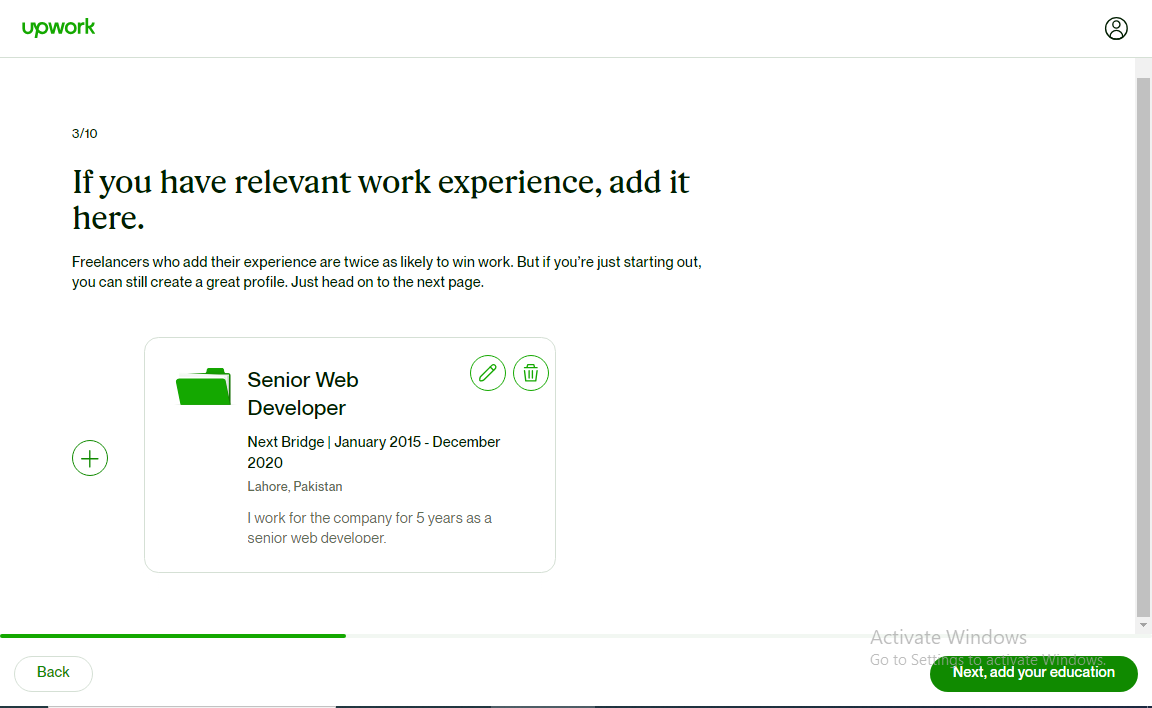 upwork
3/10
If you have relevant work experience, add it
here.
Freelancers who add their experience are twice as likely to win work. But if you're just starting out,
you can still create a great profile. Just head on to the next page.
Senior Web
Developer
Next Bridge | January 2015 - December
2020
Lahore, Pakistan
I work for the company for 5 years as a
senior web developer.
Activate Windows
Go to Settings to activate Windows.
Back
Next, add your education